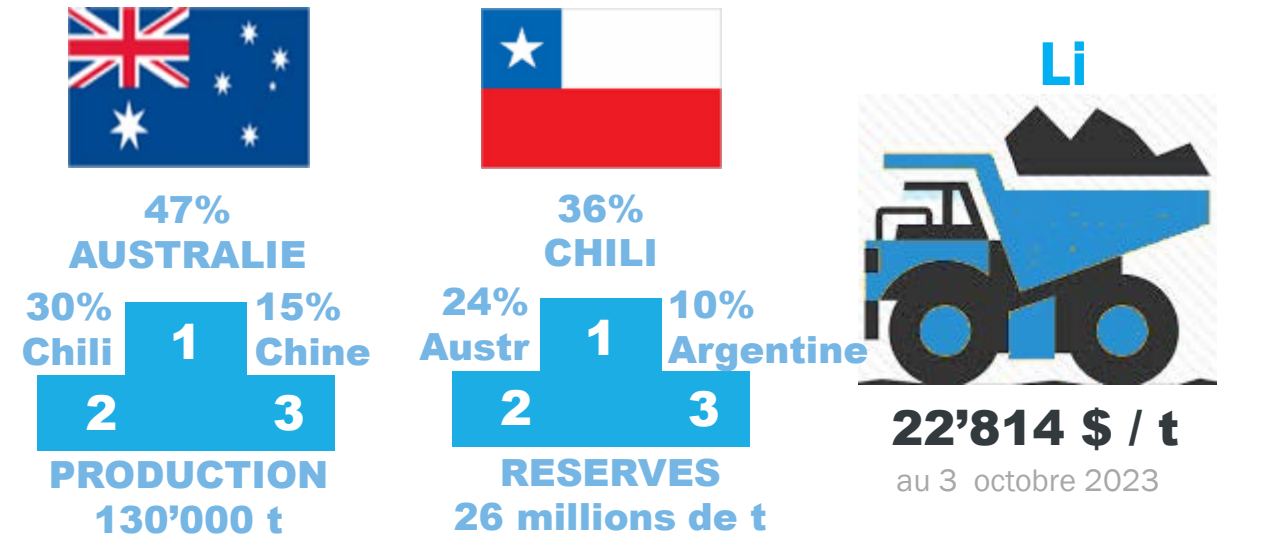 47%
AUSTRALIE
30%
Chili
1
15%
Chine
2
3
PRODUCTION
130’000 t
36%
CHILI
24%
Austr
1
10%
Argentine
2
3
RESERVES
26 millions de t
Li
22’814 $ / t
au 3 octobre 2023